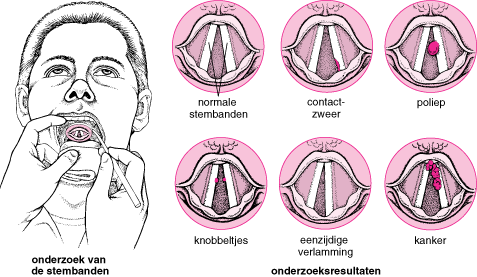 normale
stembanden
contact-
zweer
poliep
knobbeltjes
eenzijdige
verlamming
kanker
onderzoek van
de stembanden
onderzoeksresultaten